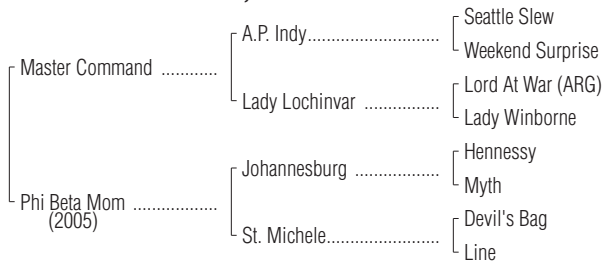 Seattle Slew
A.P. Indy
Weekend Surprise
Master Command
Lord At War (ARG)
Lady Lochinvar
Lady Winborne
Hennessy
Johannesburg
Myth
Phi Beta Mom
(2005)
Devil's Bag
St. Michele
Line